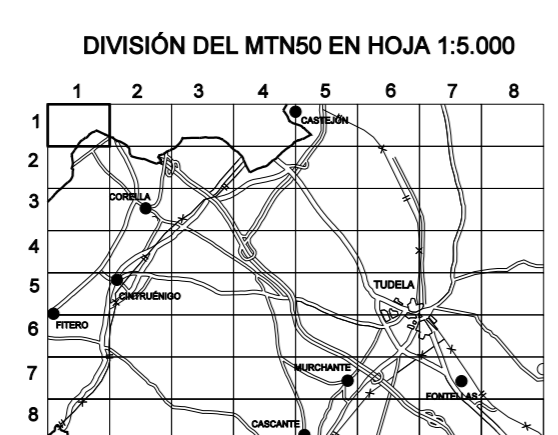 DIVISIÓN DEL MTN50 EN HOJA 1:5.000
1 2 3 4 5 6 7 8
1
CASTEJÓN
2
3
CORELLA
4
5
TUDELA
CINTRUÉNIGO
6
FITERO
7
MURCHANTE
FONTELLAS
8
CASCANTE